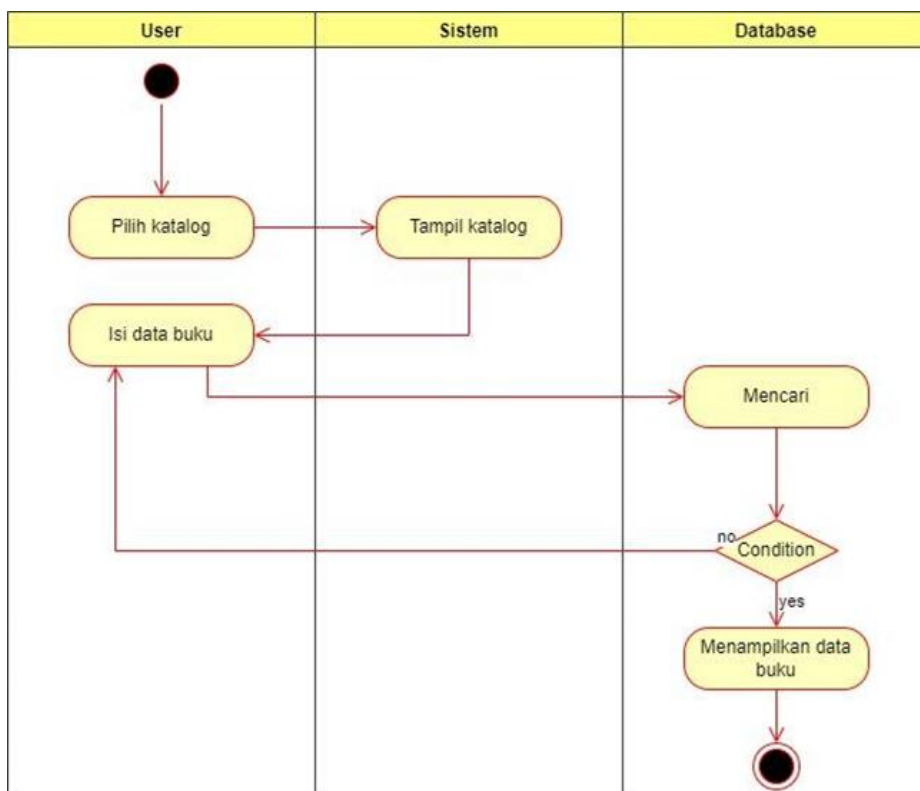 User
Sistem
Database
Pilih katalog
Tampil katalog
Isi data buku
Mencari
no
Condition
yes
Menampilkan data
buku